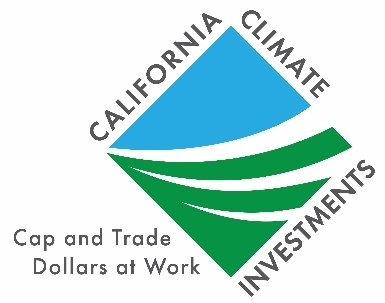 CALIFORNIA
CLIMATE
INVESTMENTS
Cap and Trade
Dollars at Work